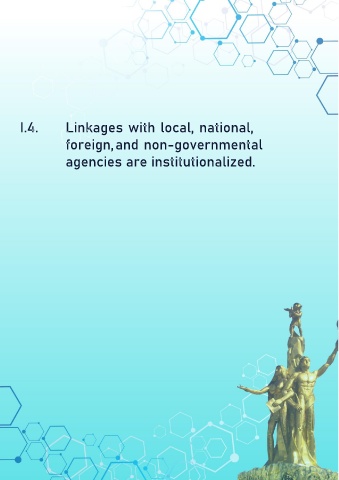 I.4. Linkages with local, national,
foreign, and non-governmental
agencies are institutionalized.